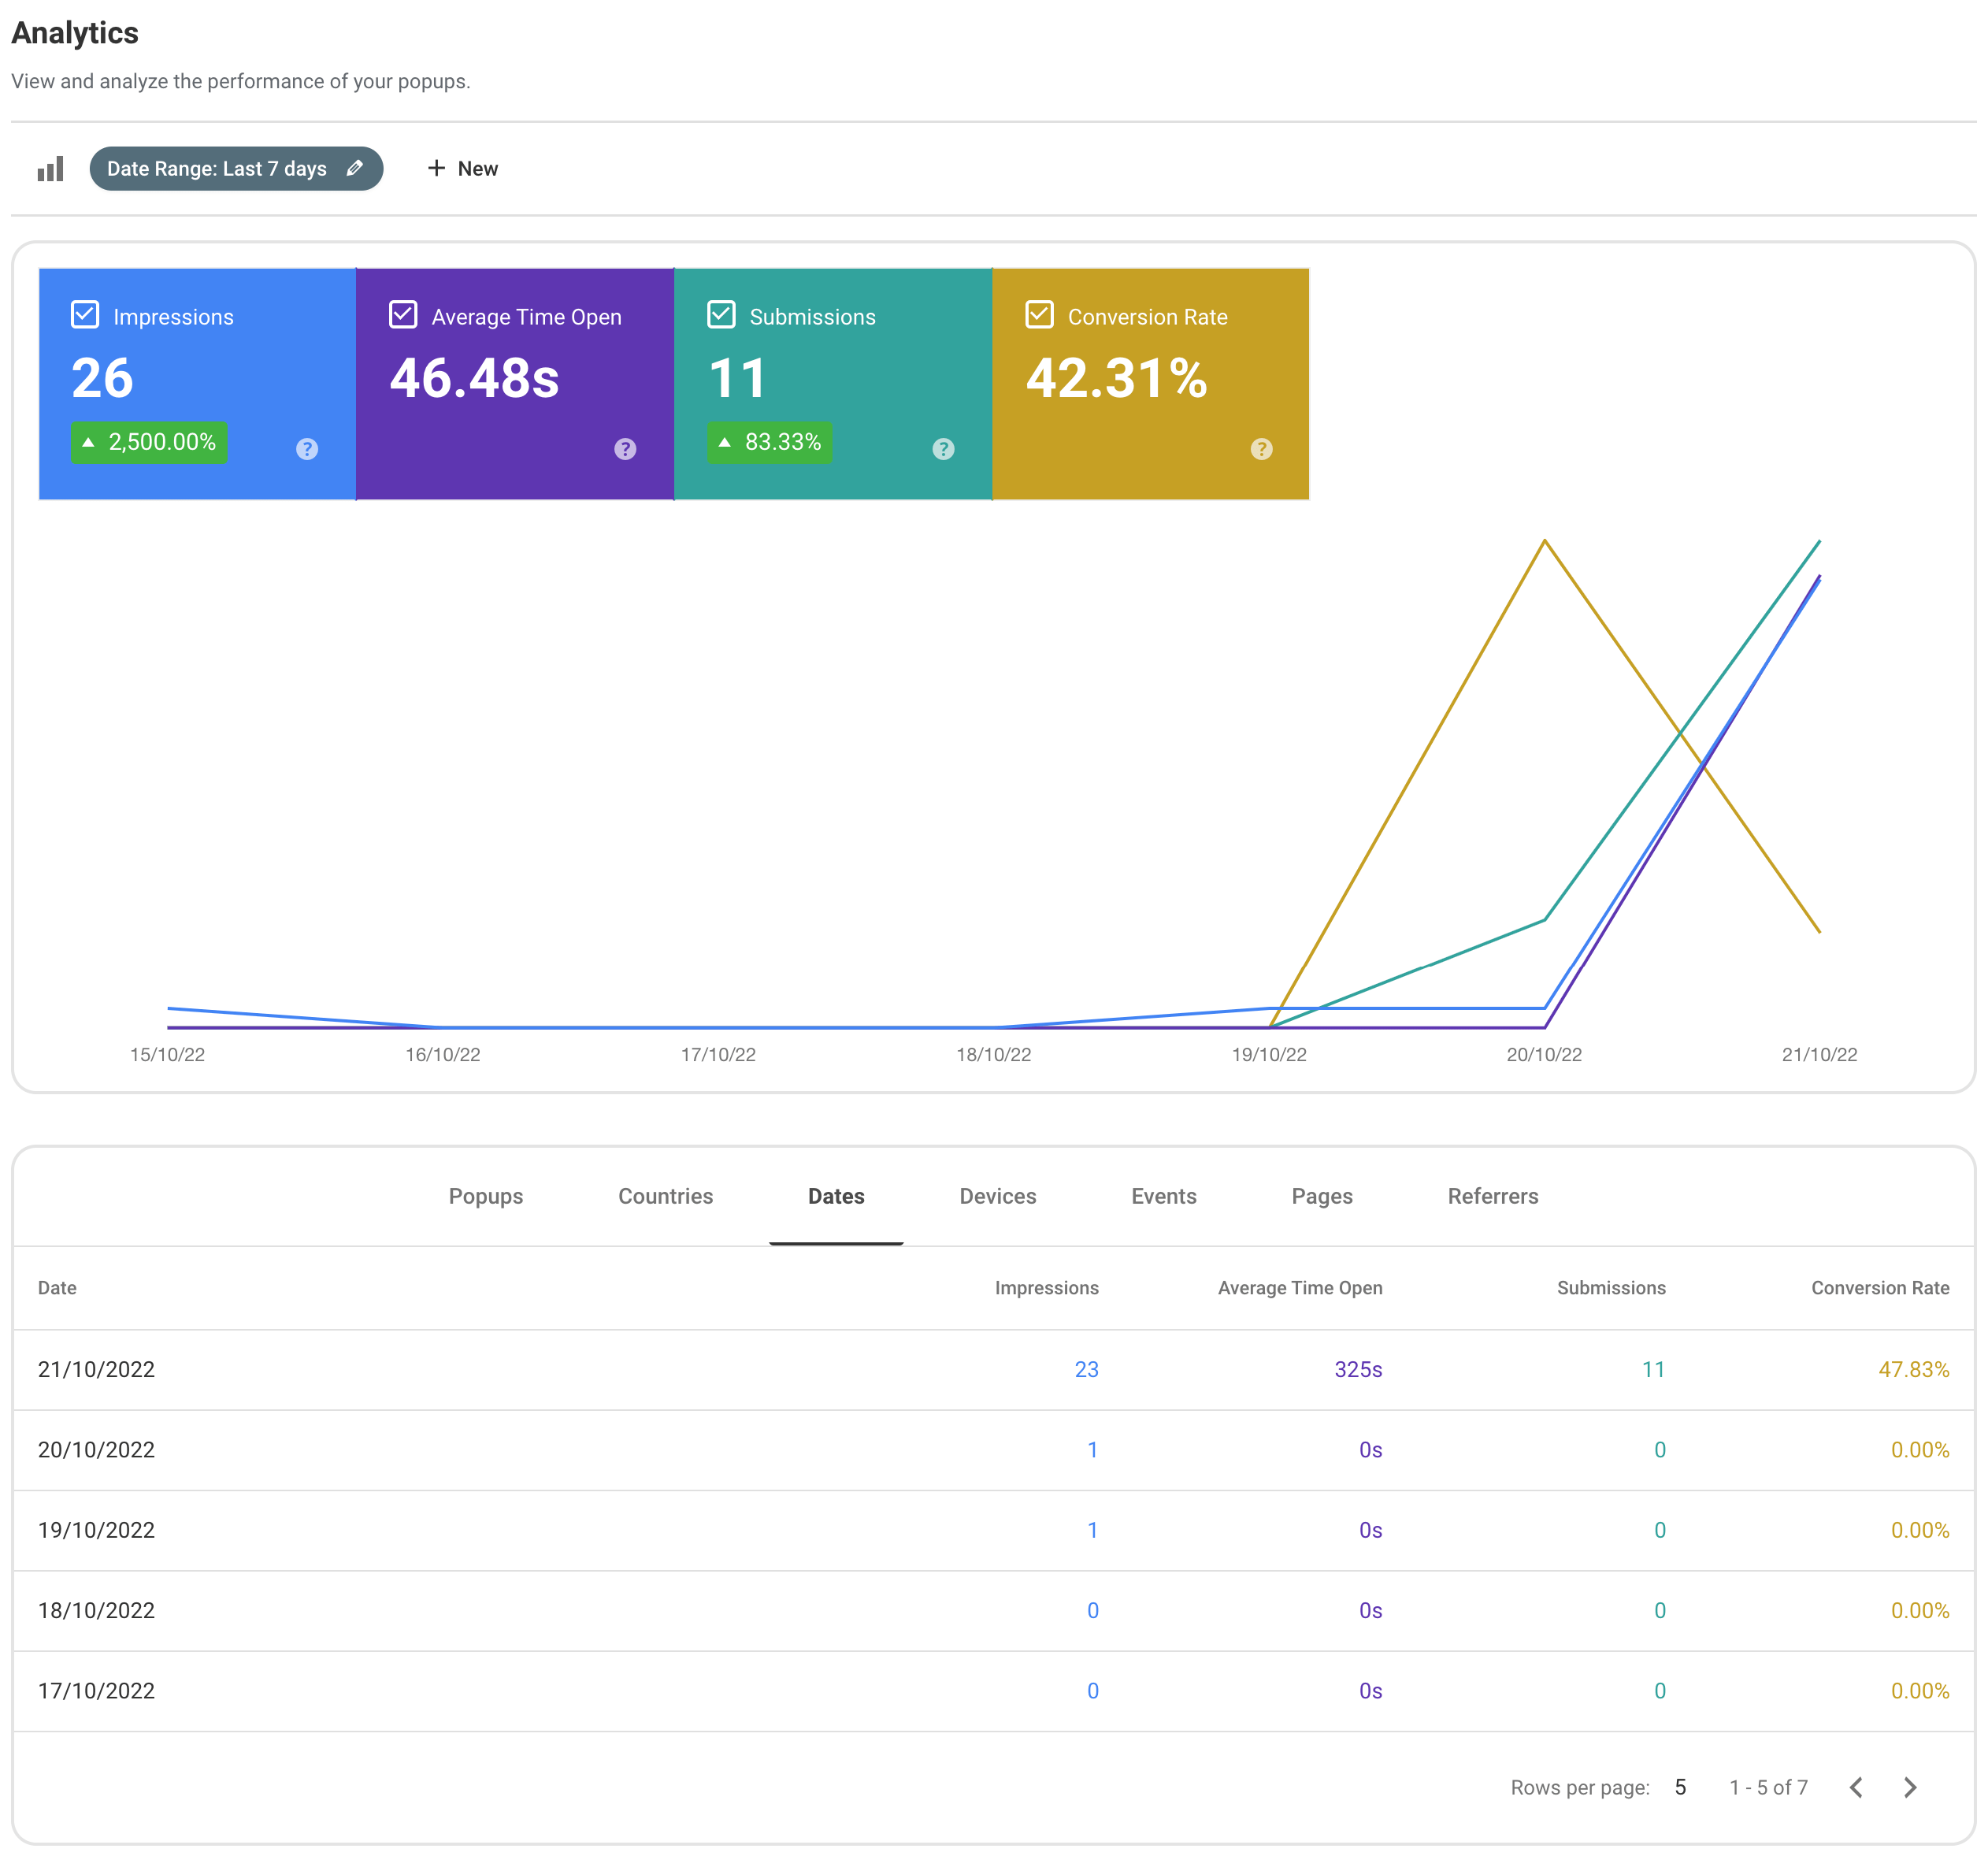 Analytics
View and analyze the performance of your popups.
Date Range: Last 7 days
New
Impressions
26
2,500.00%
?
Average Time Open
46.48s
?
Submissions
11
83.33%
?
Conversion Rate
42.31%
?
15/10/22 16/10/22 17/10/22 18/10/22 19/10/22 20/10/22 21/10/22
Popups Countries Dates Devices Events Pages Referrers
Date Impressions Average Time Open Submissions Conversion Rate
21/10/2022 23 325s 11 47.83%
20/10/2022 1 0s 0 0.00%
19/10/2022 1 0s 0 0.00%
18/10/2022 0 0s 0 0.00%
17/10/2022 0 0s 0 0.00%
Rows per page: 5 1 - 5 of 7